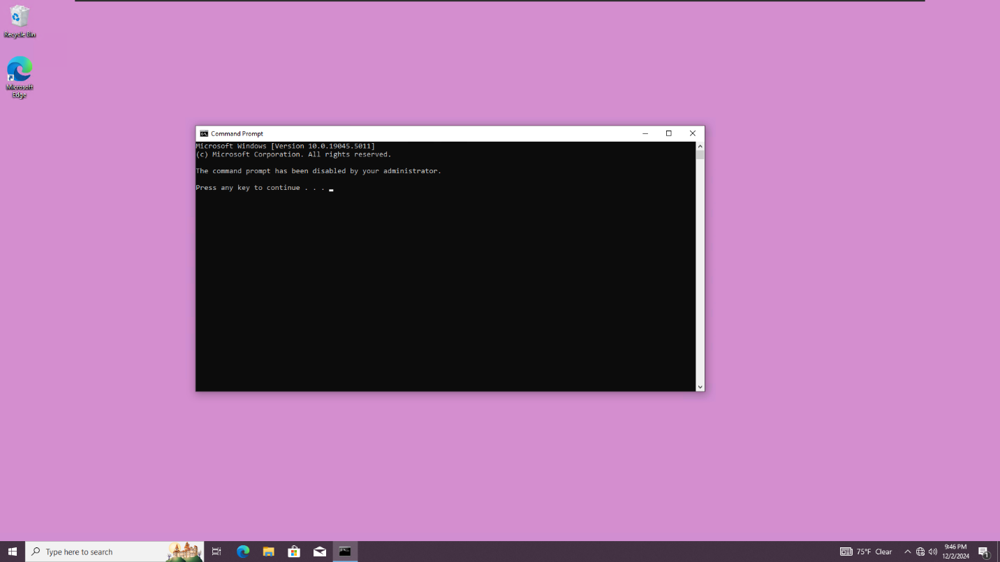 Recycle Bin
Microsoft
Edge
Command Prompt
Microsoft Windows [Version 10.0.19045.5011]
(c) Microsoft Corporation. All rights reserved.
The command prompt has been disabled by your administrator.
Press any key to continue . . .
Type here to search
75°F Clear
9:46 PM
12/2/2024
1